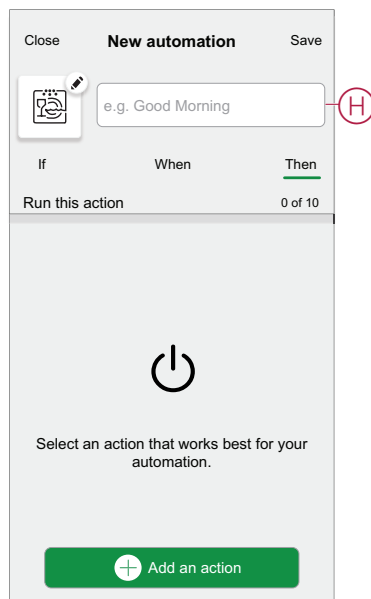 Close New automation Save
e.g. Good Morning
H
If When Then
Run this action 0 of 10
Select an action that works best for your
automation.
Add an action